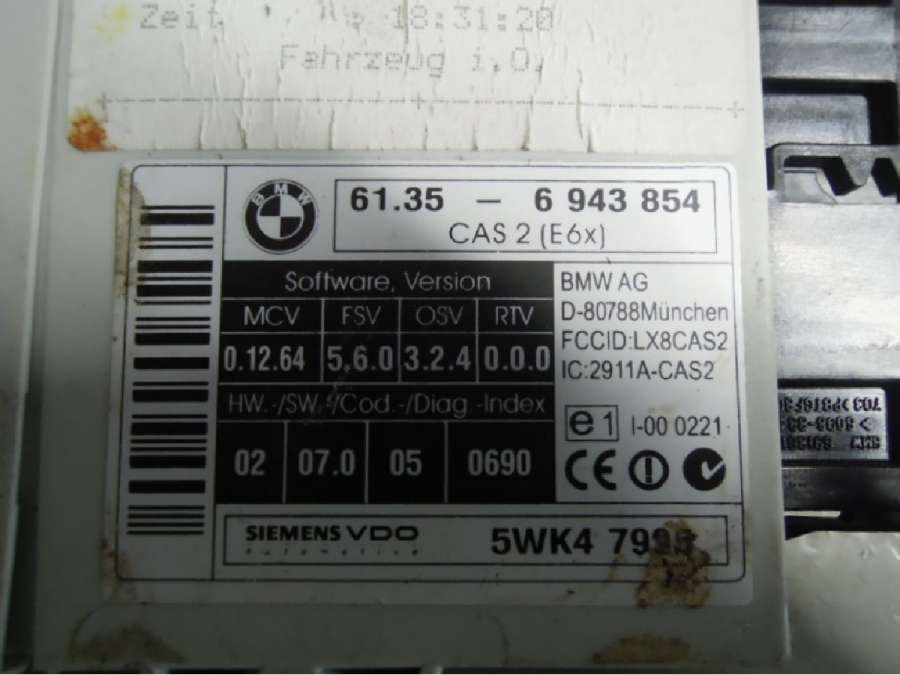 Zeit 18:31:20
Fahrzeug i.O.
BMW
61.35 - 6 943 854
CAS 2 (E6x)
Software, Version
MCV FSV OSV RTV
0.12.64 5.6.0 3.2.4 0.0.0
HW.-/SW.-/Cod.-/Diag.-Index
02 07.0 05 0690
BMW AG
D-80788München
FCCID:LX8CAS2
IC:2911A-CAS2
e1 I-00 0221
CE
SIEMENS VDO
Automotive
5WK4